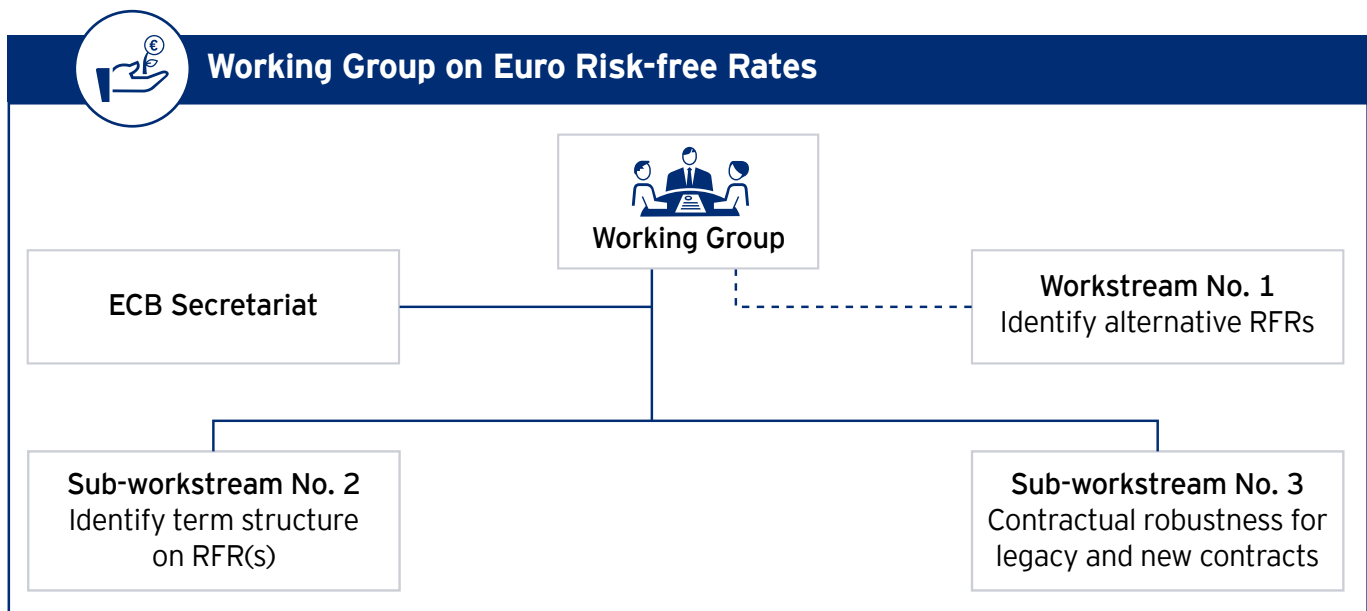 €
Working Group on Euro Risk-free Rates
Working Group
ECB Secretariat
Workstream No. 1
Identify alternative RFRs
Sub-workstream No. 2
Identify term structure
on RFR(s)
Sub-workstream No. 3
Contractual robustness for
legacy and new contracts